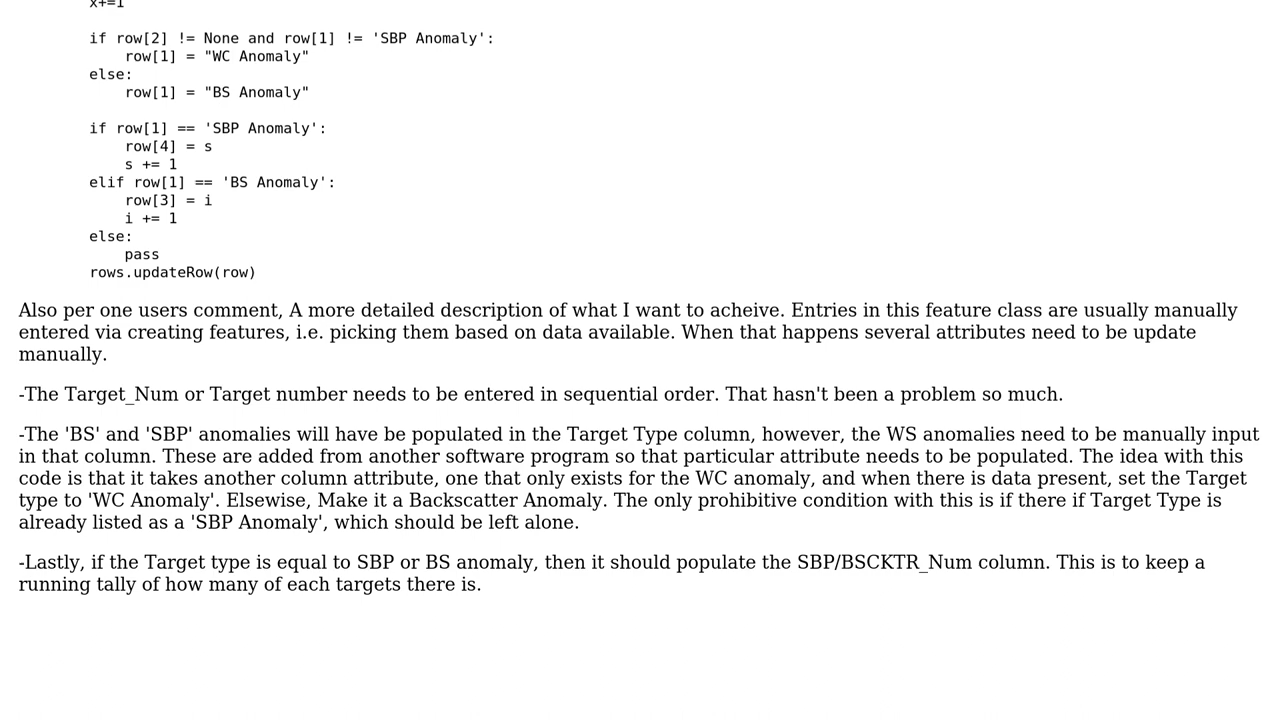 x+=1
if row[2] != None and row[1] != 'SBP Anomaly':
row[1] = "WC Anomaly"
else:
row[1] = "BS Anomaly"
if row[1] == 'SBP Anomaly':
row[4] = s
s += 1
elif row[1] == 'BS Anomaly':
row[3] = i
i += 1
else:
pass
rows.updateRow(row)
Also per one users comment, A more detailed description of what I want to acheive. Entries in this feature class are usually manually
entered via creating features, i.e. picking them based on data available. When that happens several attributes need to be update
manually.
-The Target_Num or Target number needs to be entered in sequential order. That hasn't been a problem so much.
-The 'BS' and 'SBP' anomalies will have be populated in the Target Type column, however, the WS anomalies need to be manually input
in that column. These are added from another software program so that particular attribute needs to be populated. The idea with this
code is that it takes another column attribute, one that only exists for the WC anomaly, and when there is data present, set the Target
type to 'WC Anomaly'. Elsewise, Make it a Backscatter Anomaly. The only prohibitive condition with this is if there if Target Type is
already listed as a 'SBP Anomaly', which should be left alone.
-Lastly, if the Target type is equal to SBP or BS anomaly, then it should populate the SBP/BSCKTR_Num column. This is to keep a
running tally of how many of each targets there is.